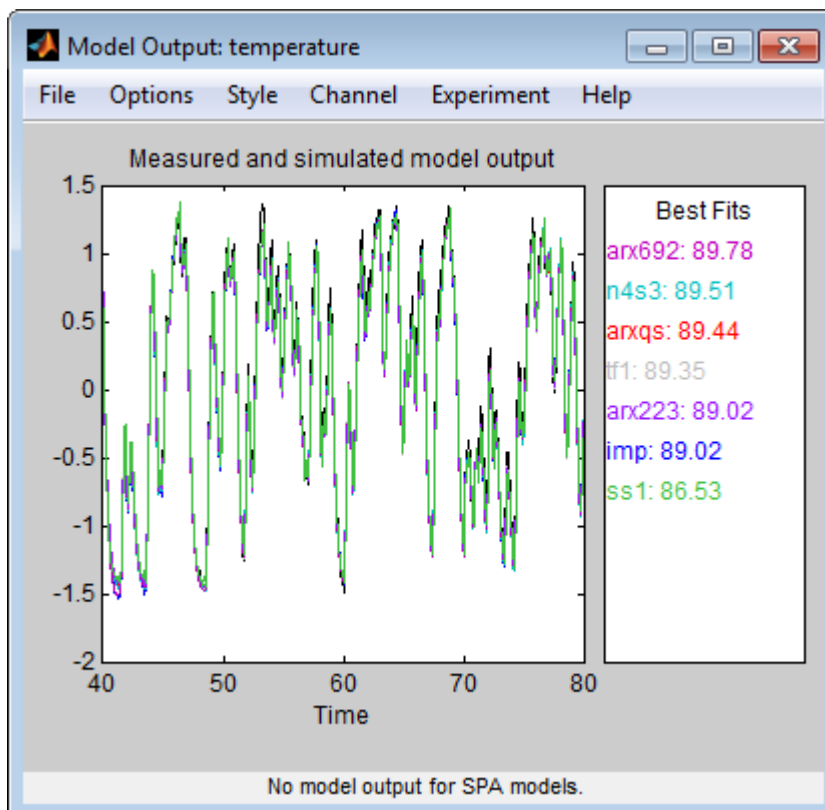 Model Output: temperature
File Options Style Channel Experiment Help
Measured and simulated model output
1.5
1
0.5
0
-0.5
-1
-1.5
-2
40 50 60 70 80
Time
Best Fits
arx692: 89.78
n4s3: 89.51
arxqs: 89.44
tf1: 89.35
arx223: 89.02
imp: 89.02
ss1: 86.53
No model output for SPA models.